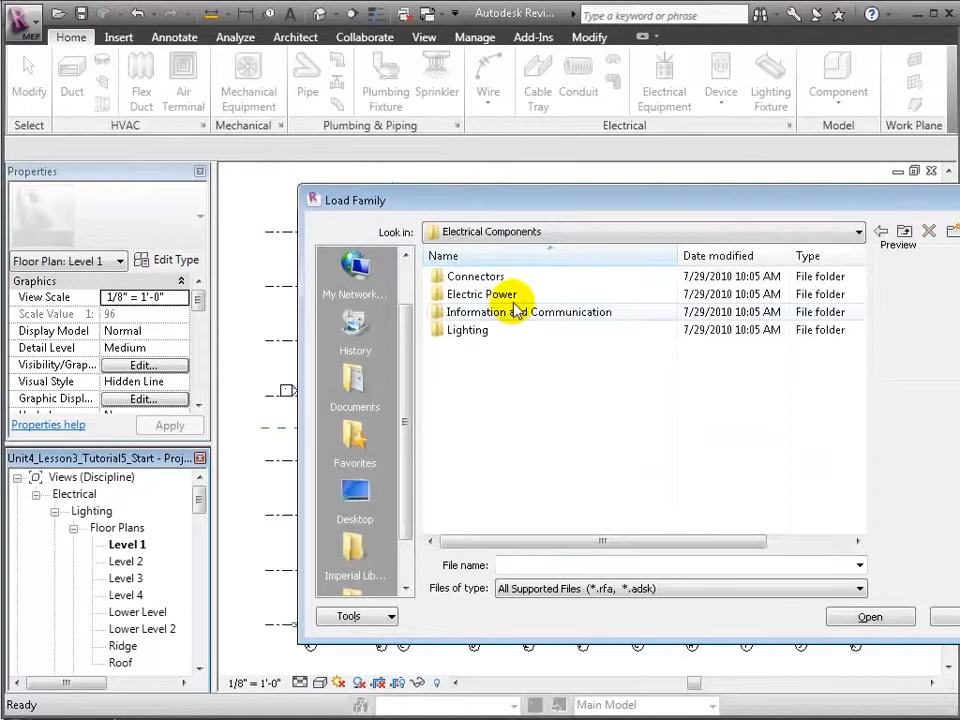 Autodesk Revi...
Type a keyword or phrase
MEP
Home Insert Annotate Analyze Architect Collaborate View Manage Add-Ins Modify
Modify Duct Flex Duct Air Terminal Mechanical Equipment Pipe Plumbing Fixture Sprinkler Wire Cable Tray Conduit Electrical Equipment Device Lighting Fixture Component
Select HVAC Mechanical Plumbing & Piping Electrical Model Work Plane
Properties
Floor Plan: Level 1
Edit Type
Graphics
View Scale 1/8" = 1'-0"
Scale Value 1: 96
Display Model Normal
Detail Level Medium
Visibility/Grap... Edit...
Visual Style Hidden Line
Graphic Displ... Edit...
Properties help
Apply
Unit4_Lesson3_Tutorial5_Start - Proj...
Views (Discipline)
Electrical
Lighting
Floor Plans
Level 1
Level 2
Level 3
Level 4
Lower Level
Lower Level 2
Ridge
Roof
Load Family
Look in: Electrical Components
Preview
Name Date modified Type
Connectors 7/29/2010 10:05 AM File folder
Electric Power 7/29/2010 10:05 AM File folder
Information and Communication 7/29/2010 10:05 AM File folder
Lighting 7/29/2010 10:05 AM File folder
My Network...
History
Documents
Favorites
Desktop
Imperial Lib...
File name:
Files of type: All Supported Files (*.rfa, *.adsk)
Tools
Open
1/8" = 1'-0"
Ready
Main Model